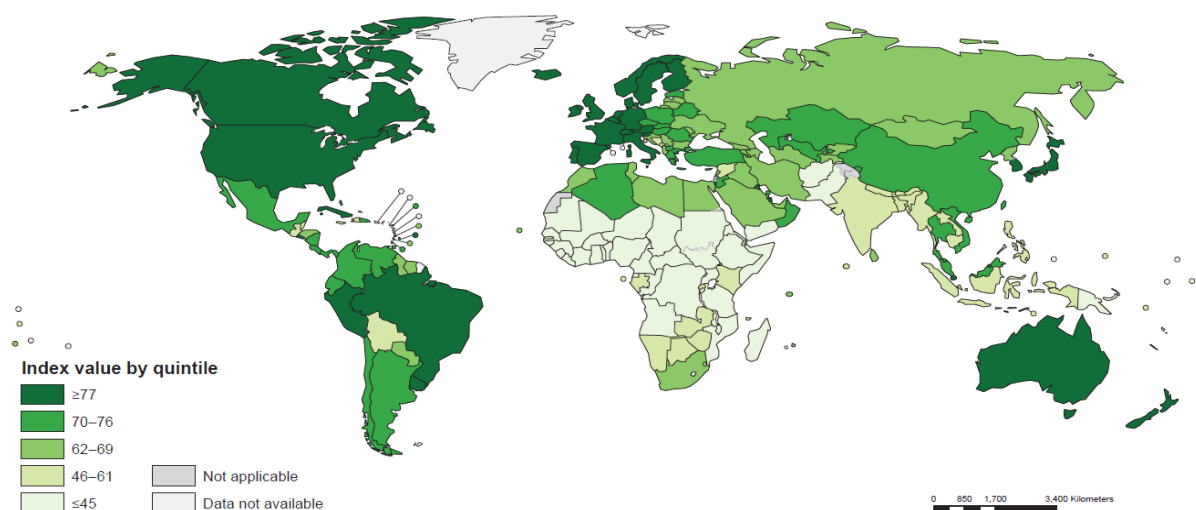 Index value by quintile
≥77
70–76
62–69
46–61
≤45
Not applicable
Data not available
0 850 1,700 3,400 Kilometers